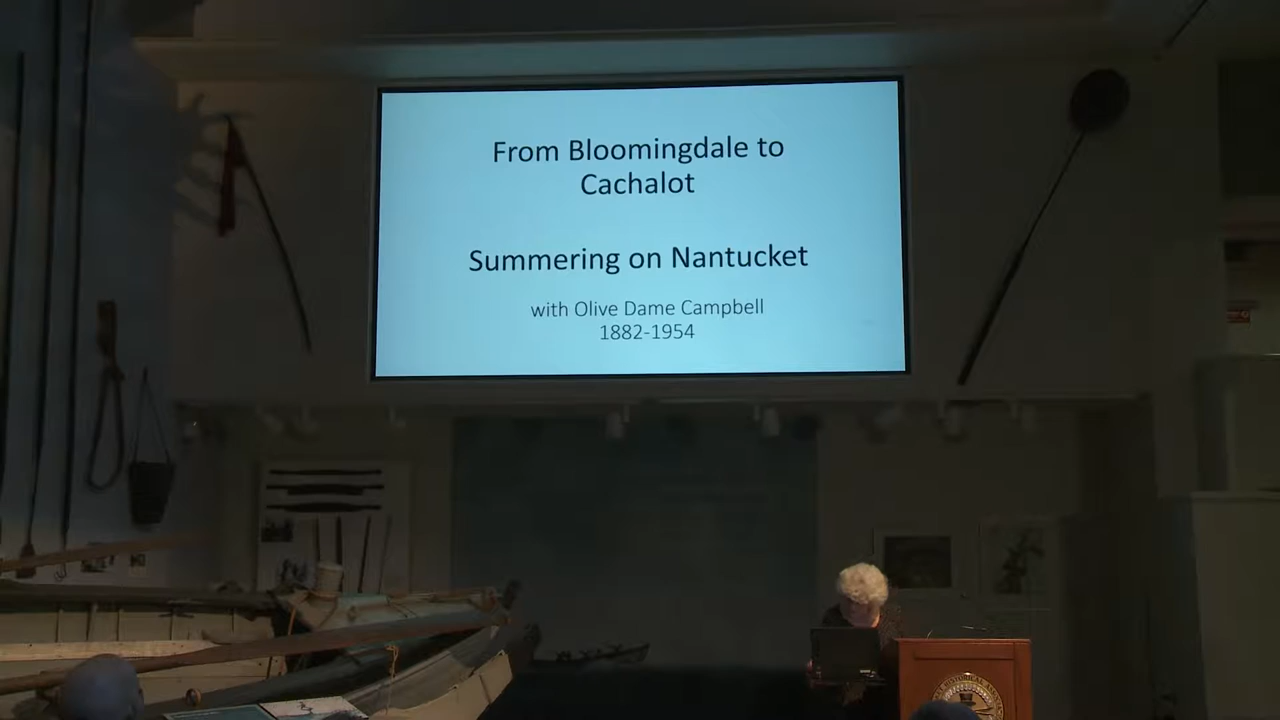 From Bloomingdale to
Cachalot
Summering on Nantucket
with Olive Dame Campbell
1882-1954